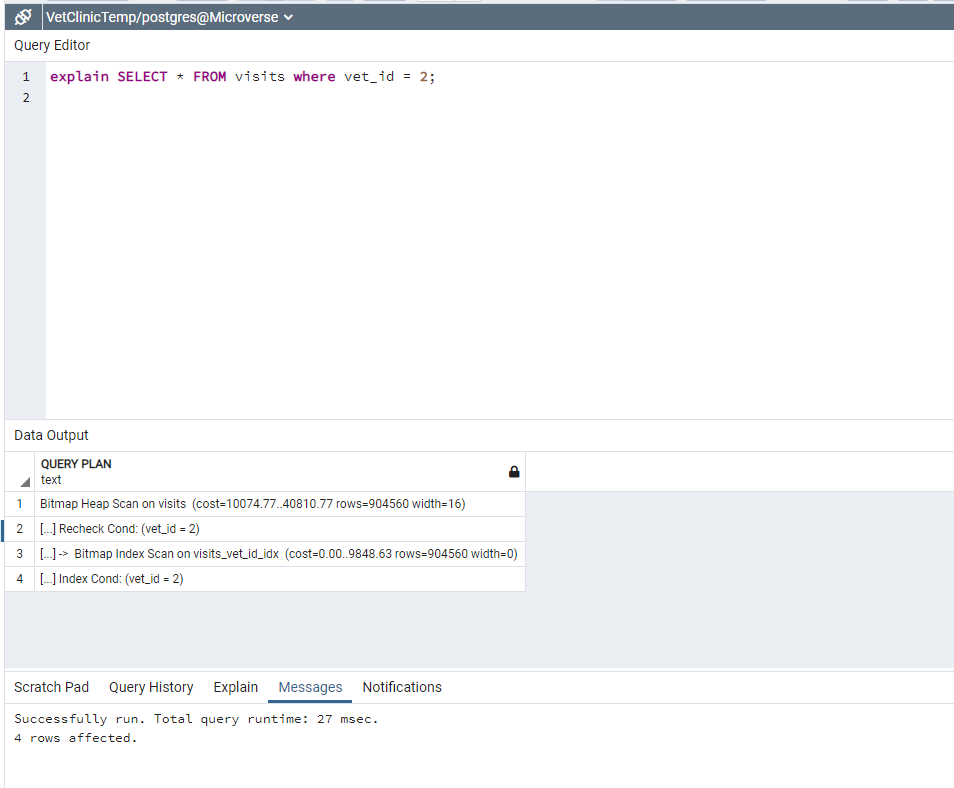 VetClinicTemp/postgres@Microverse
Query Editor
1 explain SELECT * FROM visits where vet_id = 2;
2
Data Output
QUERY PLAN
text
1 Bitmap Heap Scan on visits (cost=10074.77..40810.77 rows=904560 width=16)
2 [...] Recheck Cond: (vet_id = 2)
3 [...] -> Bitmap Index Scan on visits_vet_id_idx (cost=0.00..9848.63 rows=904560 width=0)
4 [...] Index Cond: (vet_id = 2)
Scratch Pad Query History Explain Messages Notifications
Successfully run. Total query runtime: 27 msec.
4 rows affected.